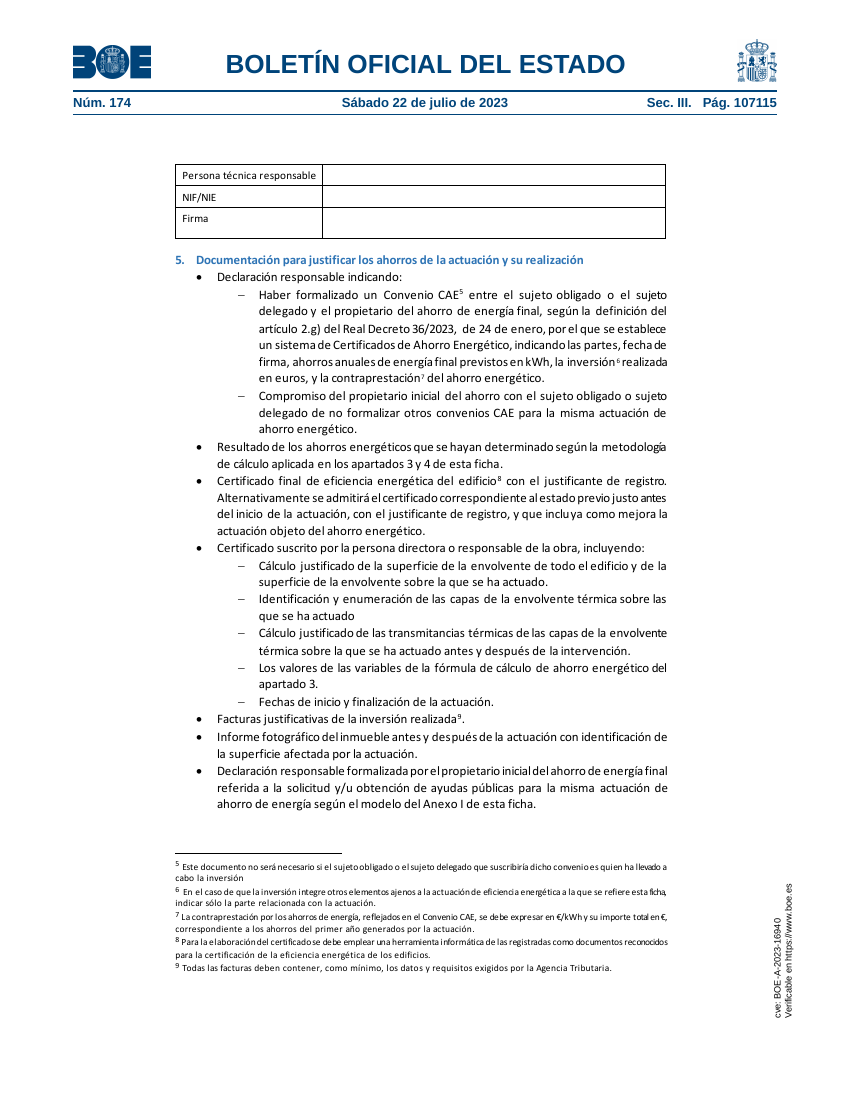 BOE
BOLETÍN OFICIAL DEL ESTADO
Núm. 174 Sábado 22 de julio de 2023 Sec. III. Pág. 107115
Persona técnica responsable
NIF/NIE
Firma
5. Documentación para justificar los ahorros de la actuación y su realización
• Declaración responsable indicando:
– Haber formalizado un Convenio CAE⁵ entre el sujeto obligado o el sujeto
delegado y el propietario del ahorro de energía final, según la definición del
artículo 2.g) del Real Decreto 36/2023, de 24 de enero, por el que se establece
un sistema de Certificados de Ahorro Energético, indicando las partes, fecha de
firma, ahorros anuales de energía final previstos en kWh, la inversión⁶ realizada
en euros, y la contraprestación⁷ del ahorro energético.
– Compromiso del propietario inicial del ahorro con el sujeto obligado o sujeto
delegado de no formalizar otros convenios CAE para la misma actuación de
ahorro energético.
• Resultado de los ahorros energéticos que se hayan determinado según la metodología
de cálculo aplicada en los apartados 3 y 4 de esta ficha.
• Certificado final de eficiencia energética del edificio⁸ con el justificante de registro.
Alternativamente se admitirá el certificado correspondiente al estado previo justo antes
del inicio de la actuación, con el justificante de registro, y que incluya como mejora la
actuación objeto del ahorro energético.
• Certificado suscrito por la persona directora o responsable de la obra, incluyendo:
– Cálculo justificado de la superficie de la envolvente de todo el edificio y de la
superficie de la envolvente sobre la que se ha actuado.
– Identificación y enumeración de las capas de la envolvente térmica sobre las
que se ha actuado
– Cálculo justificado de las transmitancias térmicas de las capas de la envolvente
térmica sobre la que se ha actuado antes y después de la intervención.
– Los valores de las variables de la fórmula de cálculo de ahorro energético del
apartado 3.
– Fechas de inicio y finalización de la actuación.
• Facturas justificativas de la inversión realizada⁹.
• Informe fotográfico del inmueble antes y después de la actuación con identificación de
la superficie afectada por la actuación.
• Declaración responsable formalizada por el propietario inicial del ahorro de energía final
referida a la solicitud y/u obtención de ayudas públicas para la misma actuación de
ahorro de energía según el modelo del Anexo I de esta ficha.
⁵ Este documento no será necesario si el sujeto obligado o el sujeto delegado que suscribiría dicho convenio es quien ha llevado a
cabo la inversión
⁶ En el caso de que la inversión integre otros elementos ajenos a la actuación de eficiencia energética a la que se refiere esta ficha,
indicar sólo la parte relacionada con la actuación.
⁷ La contraprestación por los ahorros de energía, reflejados en el Convenio CAE, se debe expresar en €/kWh y su importe total en €,
correspondiente a los ahorros del primer año generados por la actuación.
⁸ Para la elaboración del certificado se debe emplear una herramienta informática de las registradas como documentos reconocidos
para la certificación de la eficiencia energética de los edificios.
⁹ Todas las facturas deben contener, como mínimo, los datos y requisitos exigidos por la Agencia Tributaria.
cve: BOE-A-2023-16940
Verificable en https://www.boe.es